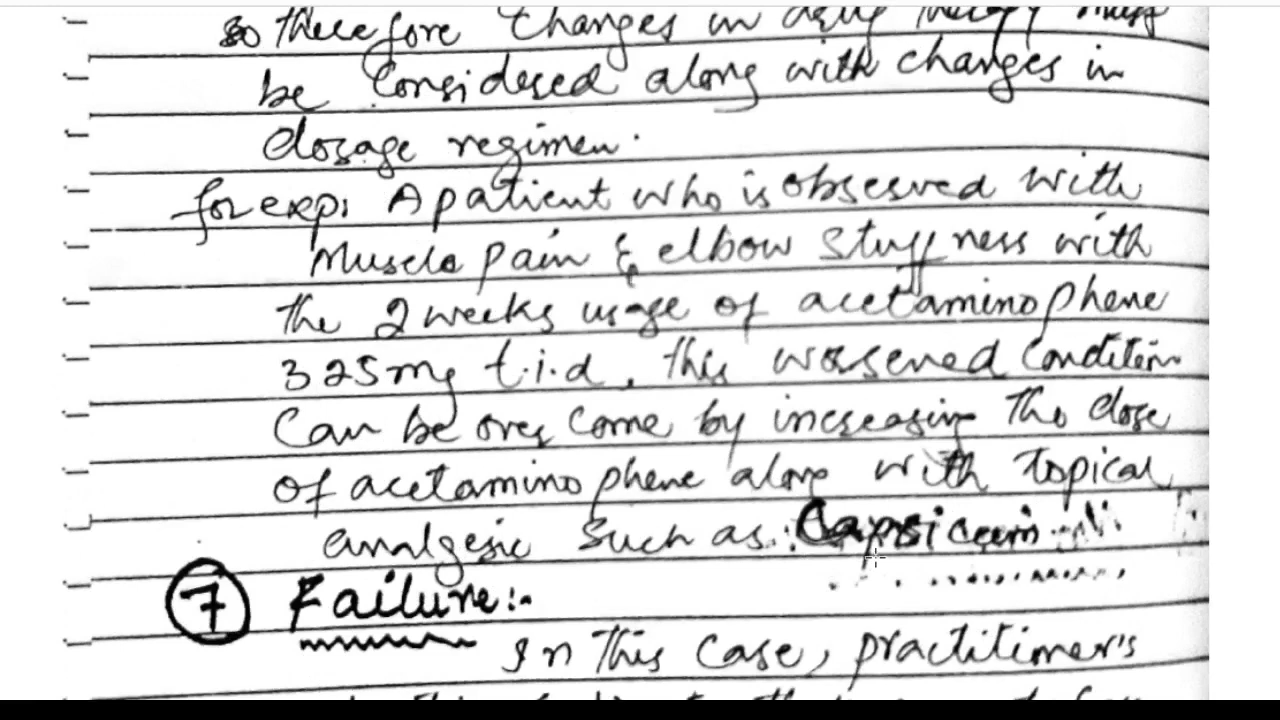 so therefore changes in drug therapy must
be Considered along with changes in
dosage regimen.
for exp: A patient who is observed with
Muscle pain & elbow stuffness with
the 2 weeks usage of acetaminophene
325mg t.i.d, this worsened Condition
Can be over Come by increasing the dose
of acetaminophene along with topical
analgesic such as: Capsicum
7 Failure:-
In this case, practitimer's